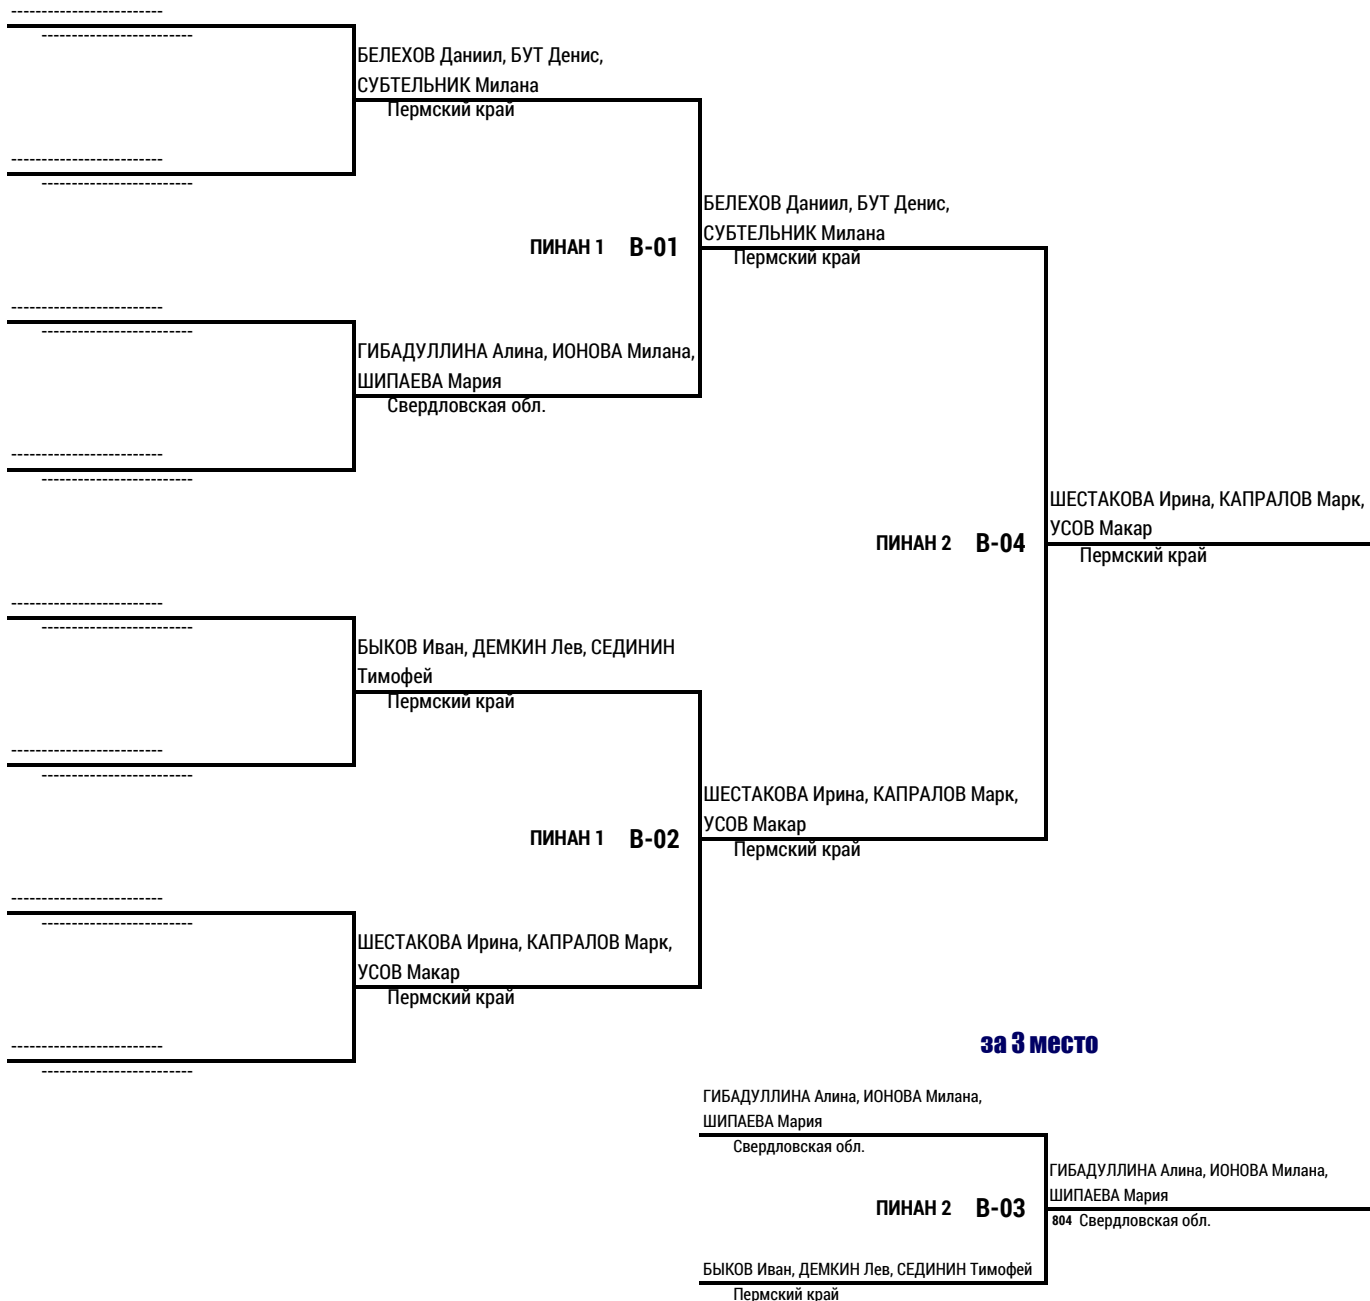 -------------------------
-------------------------
БЕЛЕХОВ Даниил, БУТ Денис,
СУБТЕЛЬНИК Милана
Пермский край
-------------------------
-------------------------
БЕЛЕХОВ Даниил, БУТ Денис,
СУБТЕЛЬНИК Милана
ПИНАН 1 B-01
Пермский край
-------------------------
-------------------------
ГИБАДУЛЛИНА Алина, ИОНОВА Милана,
ШИПАЕВА Мария
Свердловская обл.
-------------------------
-------------------------
ШЕСТАКОВА Ирина, КАПРАЛОВ Марк,
УСОВ Макар
ПИНАН 2 B-04
Пермский край
-------------------------
-------------------------
БЫКОВ Иван, ДЕМКИН Лев, СЕДИНИН
Тимофей
Пермский край
-------------------------
-------------------------
ШЕСТАКОВА Ирина, КАПРАЛОВ Марк,
УСОВ Макар
ПИНАН 1 B-02
Пермский край
-------------------------
-------------------------
ШЕСТАКОВА Ирина, КАПРАЛОВ Марк,
УСОВ Макар
Пермский край
-------------------------
-------------------------
за 3 место
ГИБАДУЛЛИНА Алина, ИОНОВА Милана,
ШИПАЕВА Мария
Свердловская обл.
ГИБАДУЛЛИНА Алина, ИОНОВА Милана,
ШИПАЕВА Мария
ПИНАН 2 B-03
804 Свердловская обл.
БЫКОВ Иван, ДЕМКИН Лев, СЕДИНИН Тимофей
Пермский край